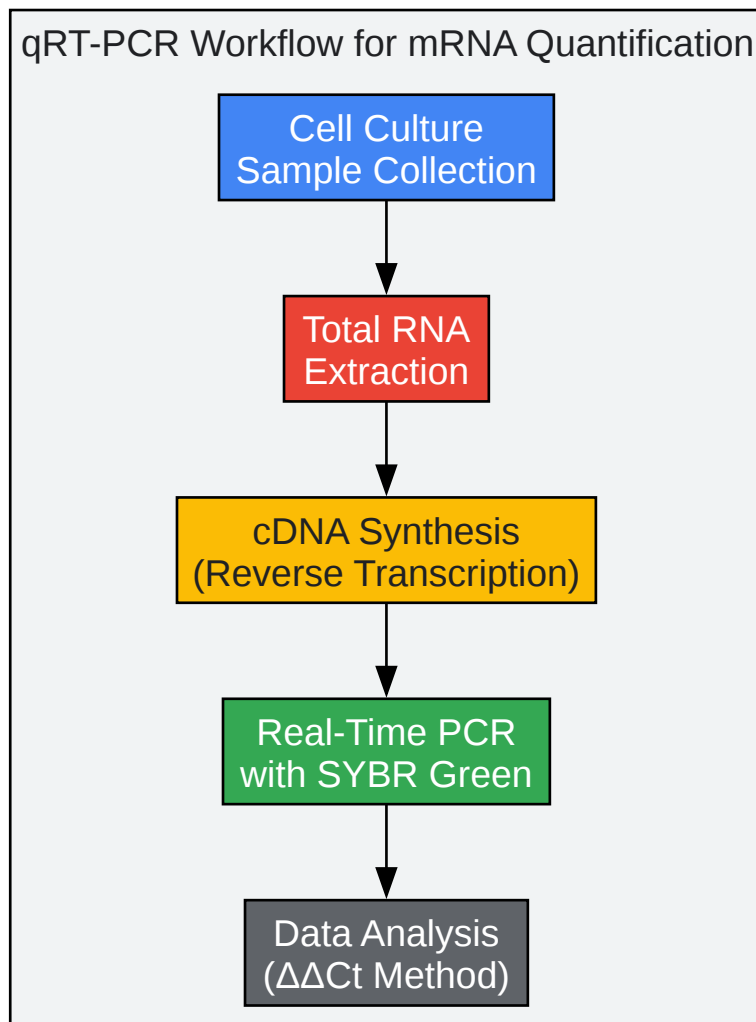 qRT-PCR Workflow for mRNA Quantification
Cell Culture
Sample Collection
Total RNA
Extraction
cDNA Synthesis
(Reverse Transcription)
Real-Time PCR
with SYBR Green
Data Analysis
(ΔΔCt Method)